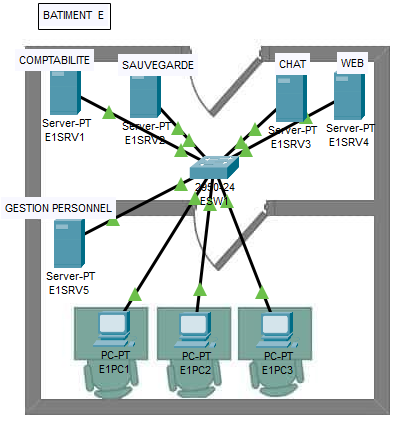 BATIMENT E
COMPTABILITE
SAUVEGARDE
CHAT
WEB
Server-PT
E1SRV1
Server-PT
E1SRV2
Server-PT
E1SRV3
Server-PT
E1SRV4
2950-24
ESW1
GESTION PERSONNEL
Server-PT
E1SRV5
PC-PT
E1PC1
PC-PT
E1PC2
PC-PT
E1PC3